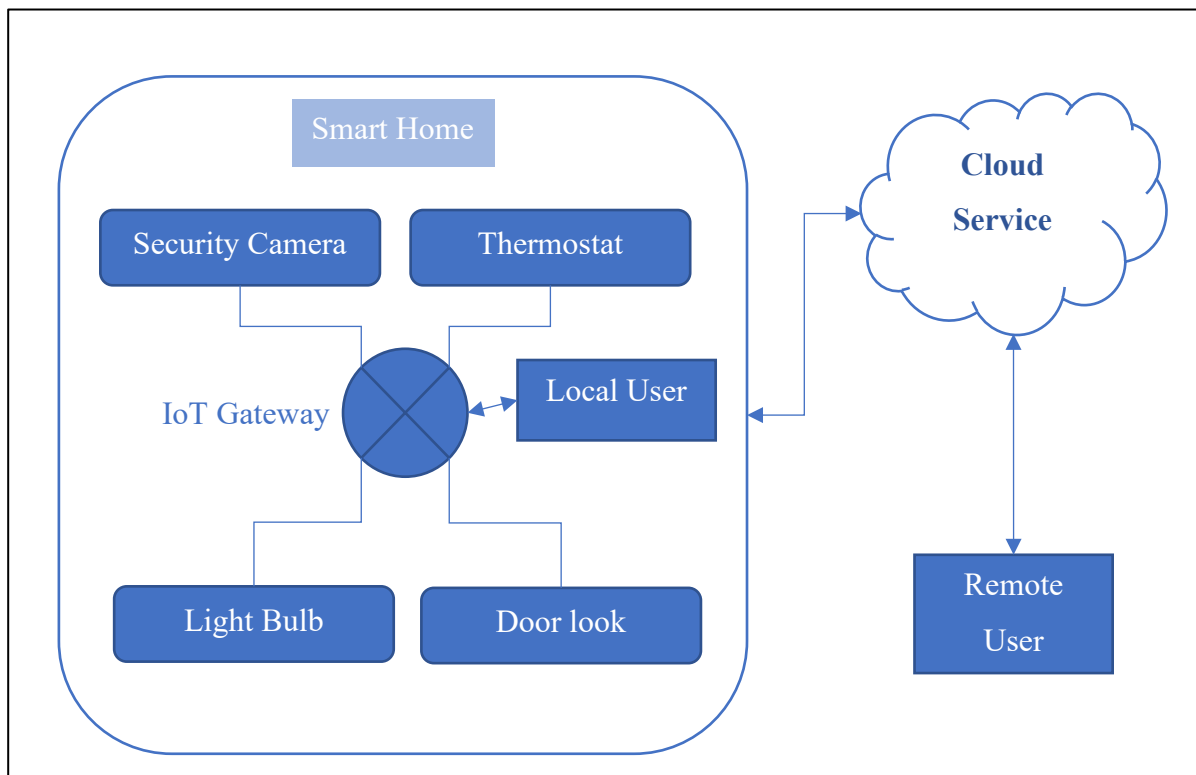 Smart Home
Cloud
Service
Security Camera
Thermostat
Local User
IoT Gateway
Light Bulb
Door look
Remote
User